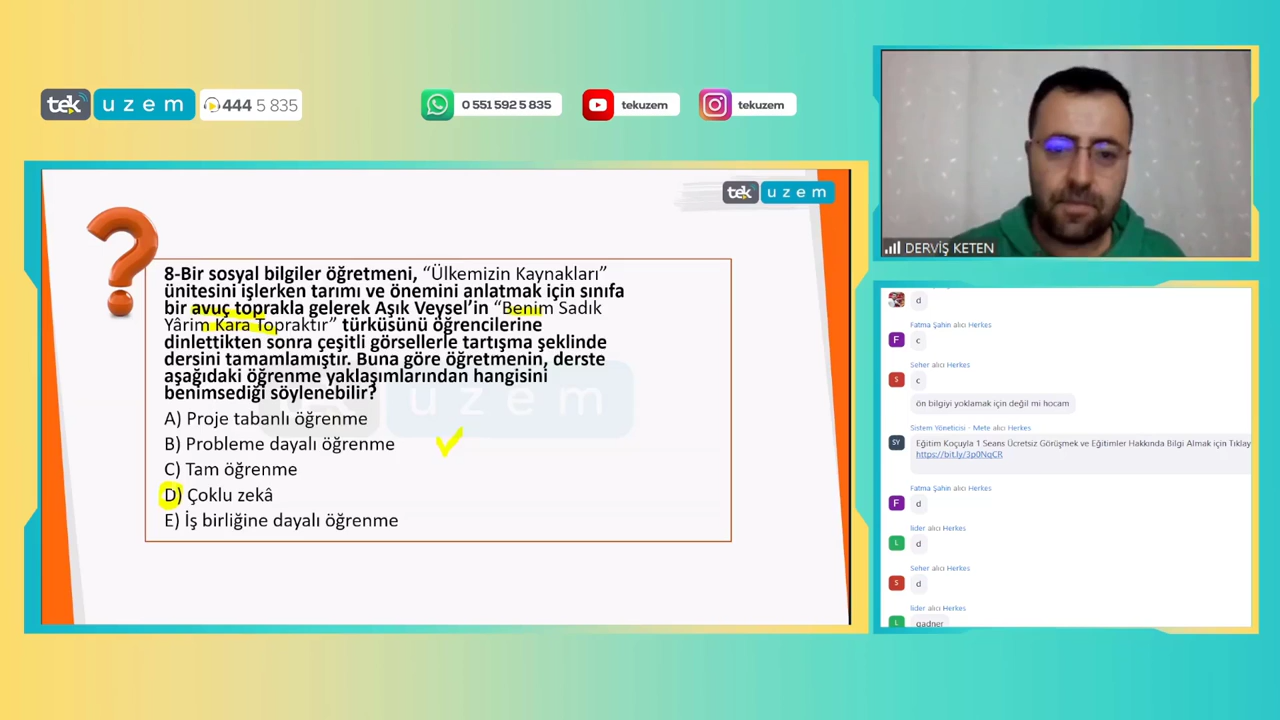 tek uzem 444 5 835
0 551 592 5 835
tekuzem
tekuzem
tek uzem
8-Bir sosyal bilgiler öğretmeni, “Ülkemizin Kaynakları”
ünitesini işlerken tarımı ve önemini anlatmak için sınıfa
bir avuç toprakla gelerek Aşık Veysel’in “Benim Sadık
Yârim Kara Topraktır” türküsünü öğrencilerine
dinlettikten sonra çeşitli görsellerle tartışma şeklinde
dersini tamamlamıştır. Buna göre öğretmenin, derste
aşağıdaki öğrenme yaklaşımlarından hangisini
benimsediği söylenebilir?
A) Proje tabanlı öğrenme
B) Probleme dayalı öğrenme
C) Tam öğrenme
D) Çoklu zekâ
E) İş birliğine dayalı öğrenme
uzem
DERVİŞ KETEN
d
Fatma Şahin alıcı Herkes
F c
Seher alıcı Herkes
S c
ön bilgiyi yoklamak için değil mi hocam
Sistem Yöneticisi - Mete alıcı Herkes
SY Eğitim Koçuyla 1 Seans Ücretsiz Görüşmek ve Eğitimler Hakkında Bilgi Almak için Tıklay
https://bit.ly/3p0NqCR
Fatma Şahin alıcı Herkes
F d
lider alıcı Herkes
L d
Seher alıcı Herkes
S d
lider alıcı Herkes
L gadner